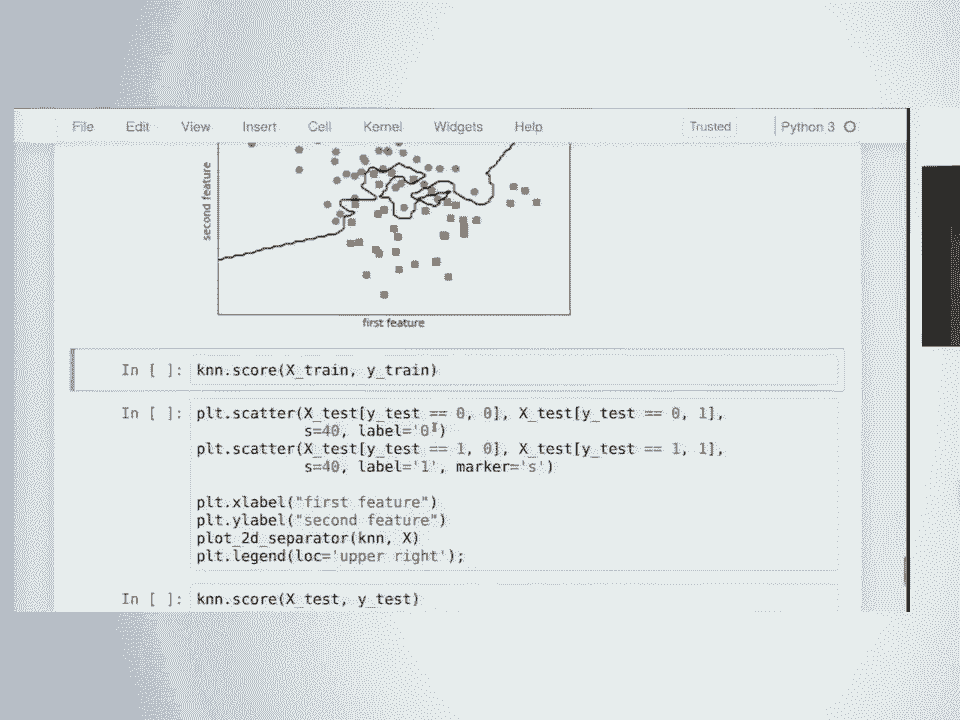 File Edit View Insert Cell Kernel Widgets Help Trusted Python 3
second feature
first feature
In [ ]: knn.score(X_train, y_train)
In [ ]: plt.scatter(X_test[y_test == 0, 0], X_test[y_test == 0, 1],
s=40, label='0')
plt.scatter(X_test[y_test == 1, 0], X_test[y_test == 1, 1],
s=40, label='1', marker='s')
plt.xlabel("first feature")
plt.ylabel("second feature")
plot_2d_separator(knn, X)
plt.legend(loc='upper right');
In [ ]: knn.score(X_test, y_test)